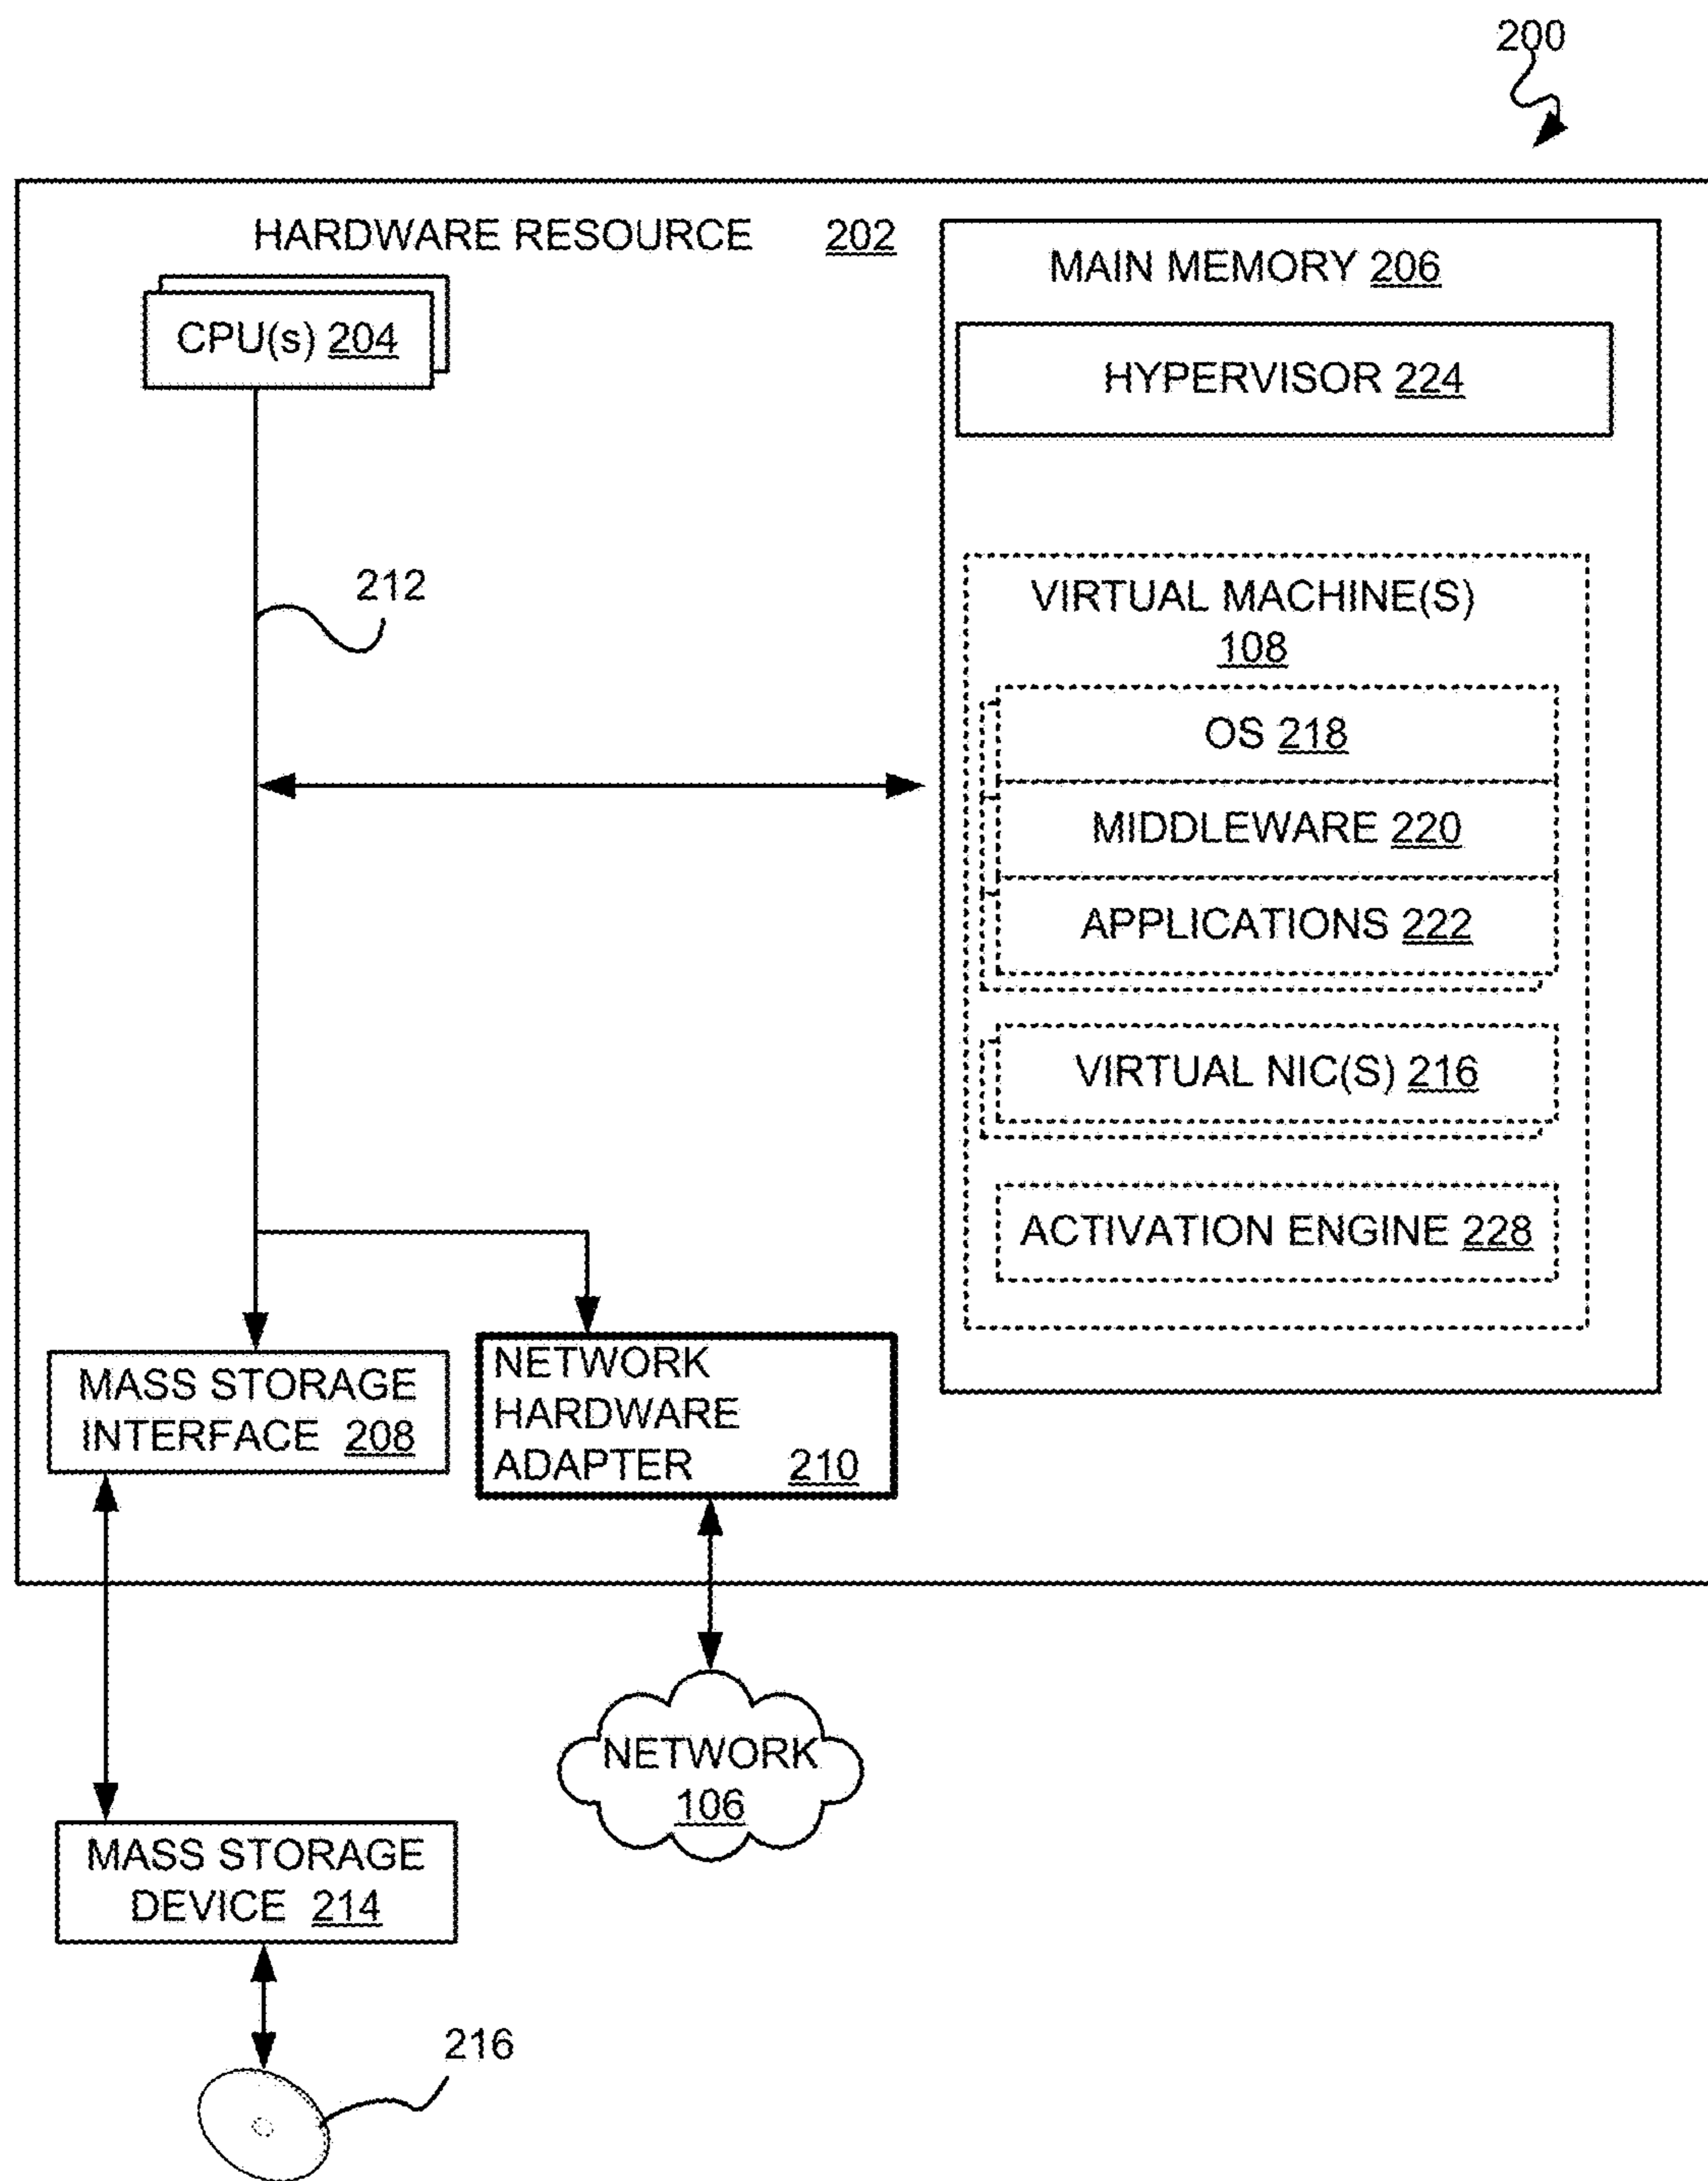 200
HARDWARE RESOURCE 202
CPU(s) 204
212
MAIN MEMORY 206
HYPERVISOR 224
VIRTUAL MACHINE(S)
108
OS 218
MIDDLEWARE 220
APPLICATIONS 222
VIRTUAL NIC(S) 216
ACTIVATION ENGINE 228
MASS STORAGE
INTERFACE 208
NETWORK
HARDWARE
ADAPTER 210
NETWORK
106
MASS STORAGE
DEVICE 214
216